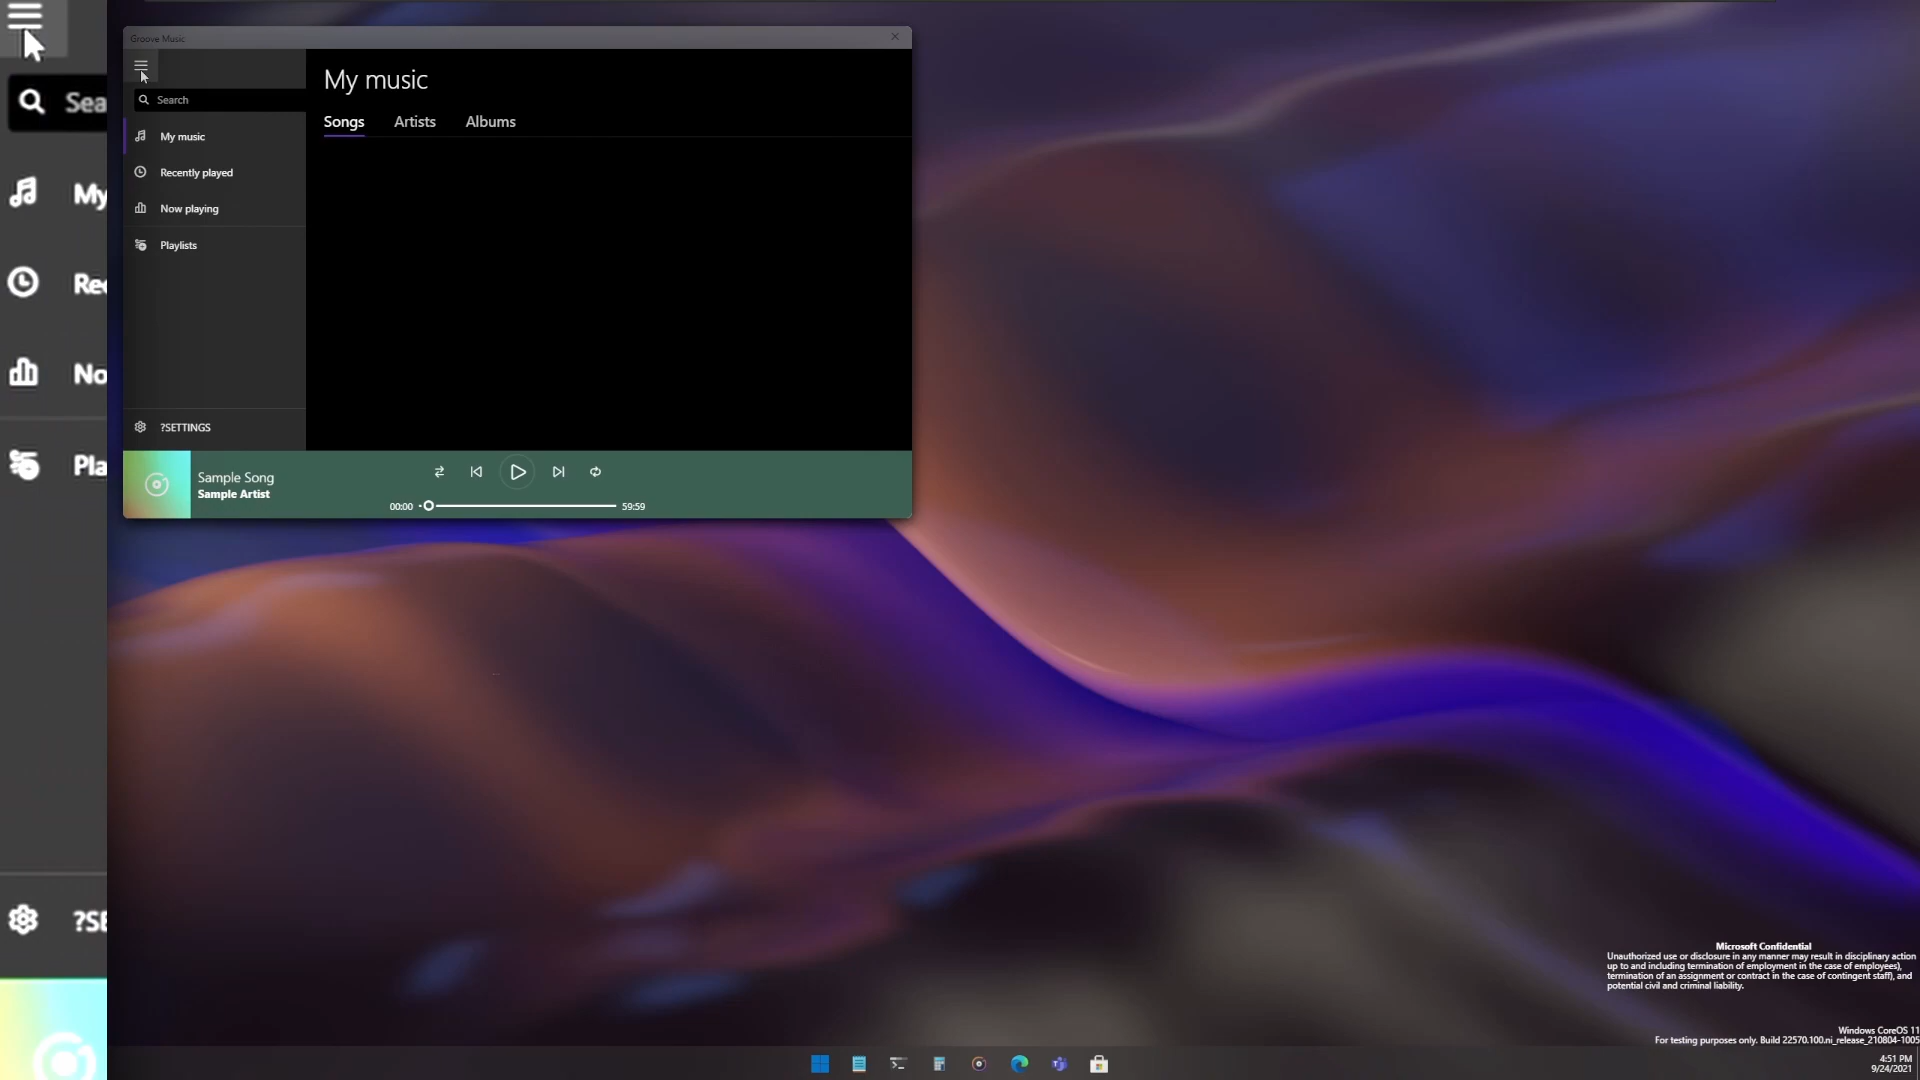 Groove Music
Search
My music
Recently played
Now playing
Playlists
?SETTINGS
My music
Songs Artists Albums
Sample Song
Sample Artist
00:00 59:59
Sea
My
Rec
No
Pla
?SE
Microsoft Confidential
Unauthorized use or disclosure in any manner may result in disciplinary action
up to and including termination of employment in the case of employees),
termination of an assignment or contract in the case of contingent staff), and
potential civil and criminal liability.
Windows CoreOS 11
For testing purposes only. Build 22570.100.ni_release_210804-1005
4:51 PM
9/24/2021